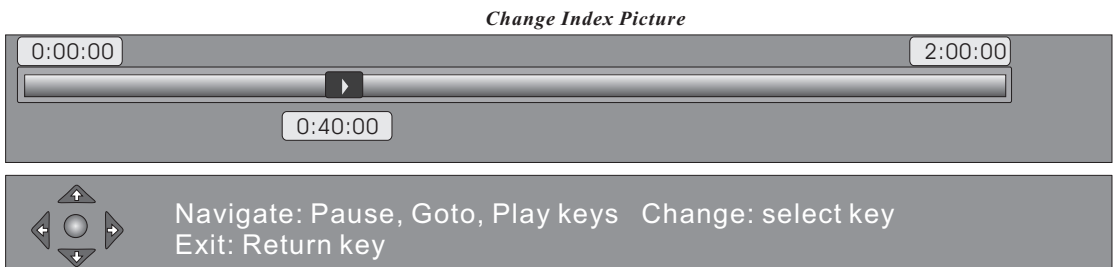 Change Index Picture
0:00:00 2:00:00
0:40:00
Navigate: Pause, Goto, Play keys Change: select key
Exit: Return key